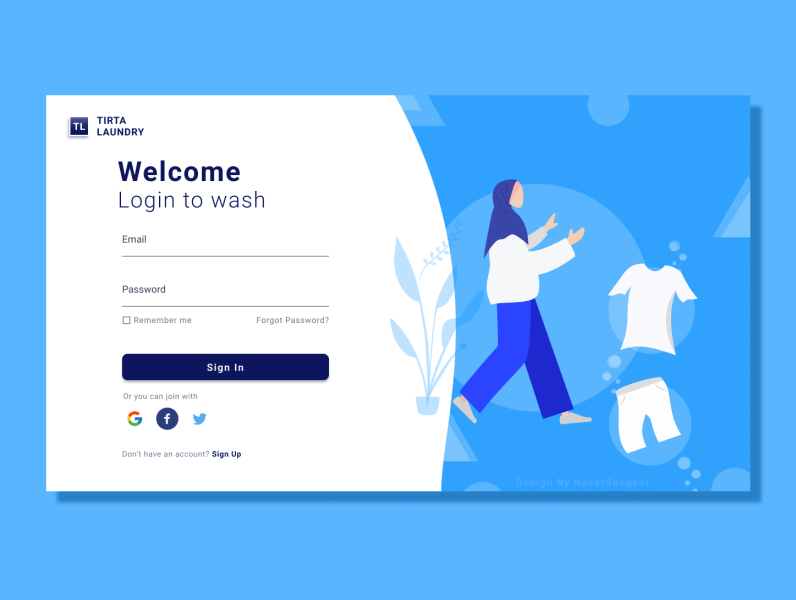 TL
TIRTA
LAUNDRY
Welcome
Login to wash
Email
Password
Remember me
Forgot Password?
Sign In
Or you can join with
Don't have an account? Sign Up
Design By NeserSungkar